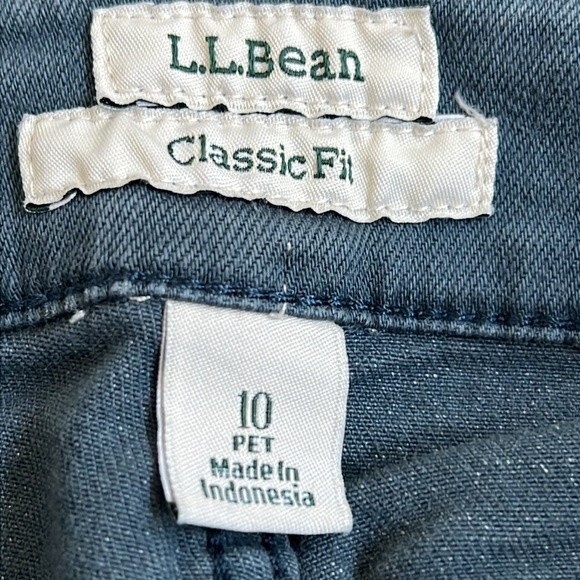 L.L.Bean
Classic Fit
10
PET
Made In
Indonesia